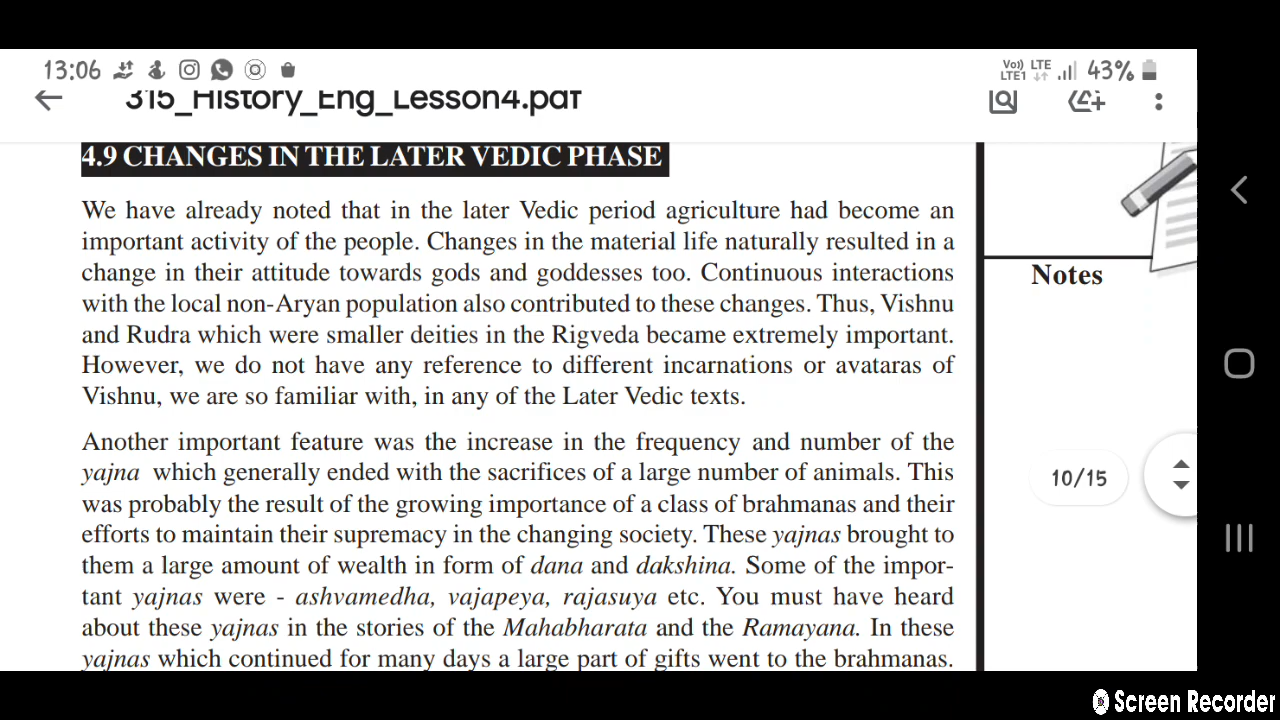 13:06 Vo)) LTE LTE1 43%
315_History_Eng_Lesson4.pdf
4.9 CHANGES IN THE LATER VEDIC PHASE
We have already noted that in the later Vedic period agriculture had become an
important activity of the people. Changes in the material life naturally resulted in a
change in their attitude towards gods and goddesses too. Continuous interactions
with the local non-Aryan population also contributed to these changes. Thus, Vishnu
and Rudra which were smaller deities in the Rigveda became extremely important.
However, we do not have any reference to different incarnations or avataras of
Vishnu, we are so familiar with, in any of the Later Vedic texts.
Another important feature was the increase in the frequency and number of the
yajna which generally ended with the sacrifices of a large number of animals. This
was probably the result of the growing importance of a class of brahmanas and their
efforts to maintain their supremacy in the changing society. These yajnas brought to
them a large amount of wealth in form of dana and dakshina. Some of the impor-
tant yajnas were - ashvamedha, vajapeya, rajasuya etc. You must have heard
about these yajnas in the stories of the Mahabharata and the Ramayana. In these
yajnas which continued for many days a large part of gifts went to the brahmanas.
Notes
10/15
Screen Recorder